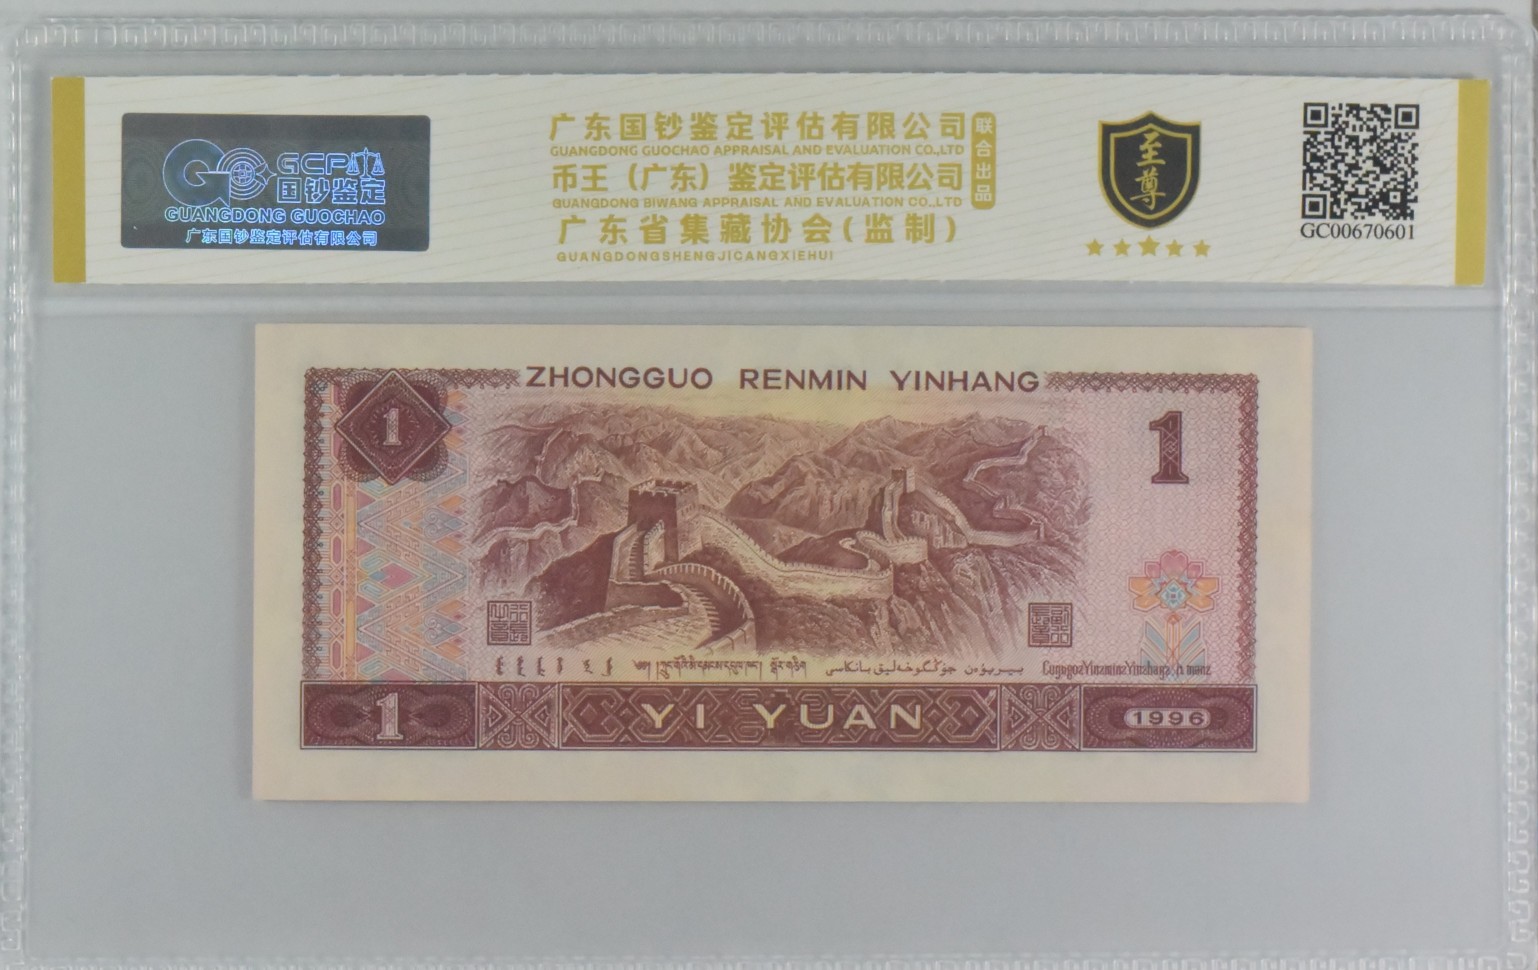 GCP
国钞鉴定
GUANGDONG GUOCHAO
广东国钞鉴定评估有限公司
广东国钞鉴定评估有限公司
GUANGDONG GUOCHAO APPRAISAL AND EVALUATION CO.,LTD
币王（广东）鉴定评估有限公司
GUANGDONG BIWANG APPRAISAL AND EVALUATION CO.,LTD
联合出品
广东省集藏协会(监制)
GUANGDONGSHENGJICANGXIEHUI
至尊
GC00670601
ZHONGGUO RENMIN YINHANG
1
1
1
YI YUAN
1996